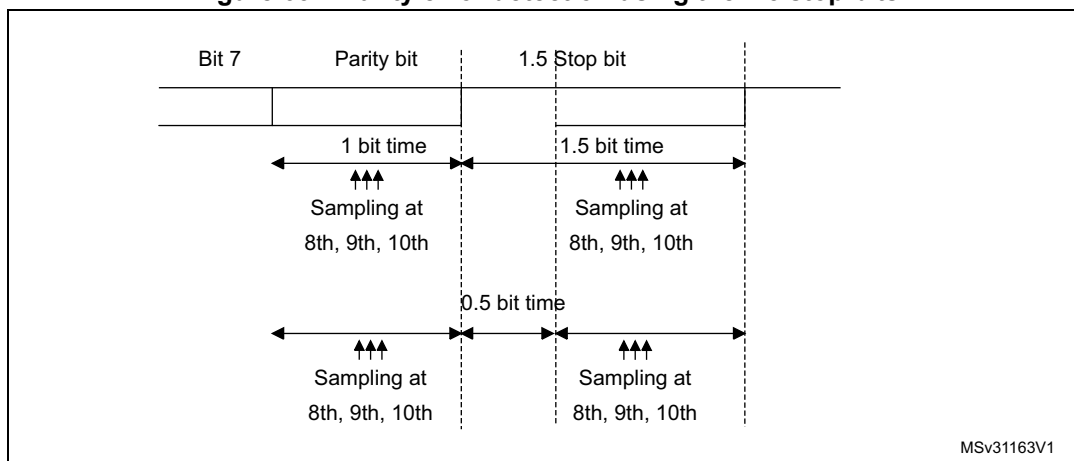 Bit 7 Parity bit 1.5 Stop bit
1 bit time 1.5 bit time
Sampling at Sampling at
8th, 9th, 10th 8th, 9th, 10th
0.5 bit time
Sampling at Sampling at
8th, 9th, 10th 8th, 9th, 10th
MSv31163V1